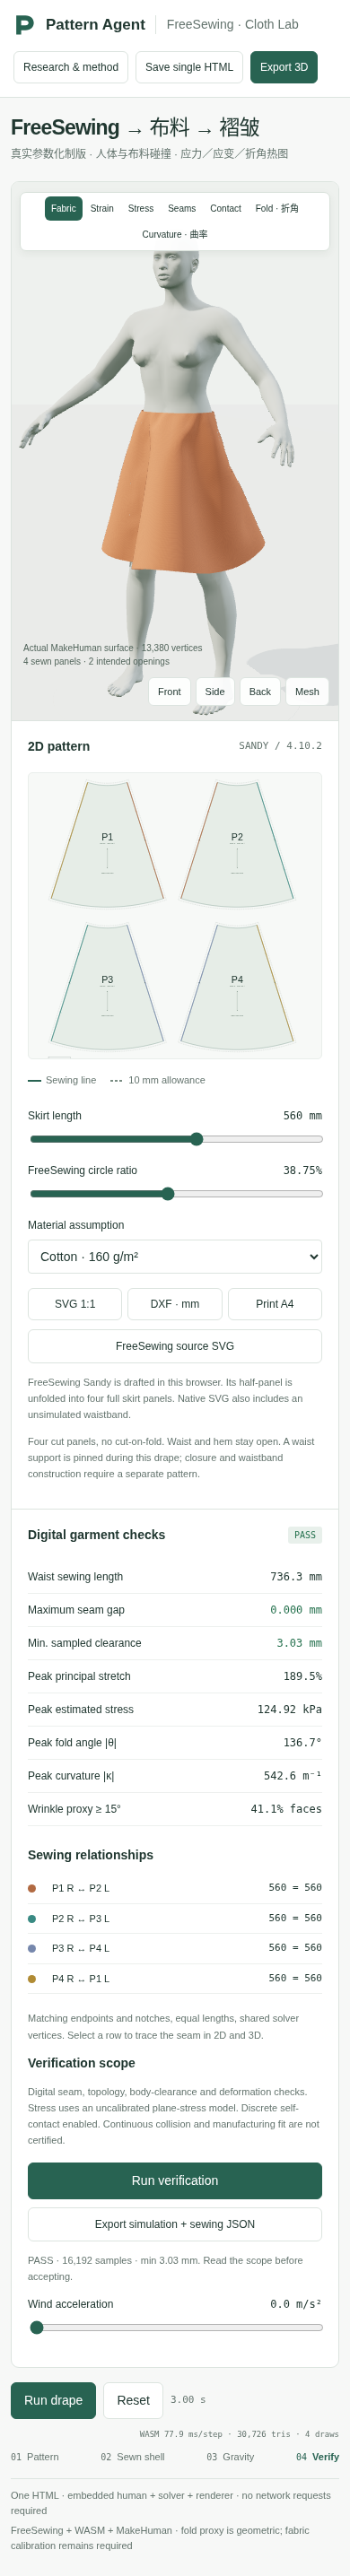 Pattern Agent FreeSewing · Cloth Lab
Research & method Save single HTML Export 3D
FreeSewing → 布料 → 褶皱
真实参数化制版 · 人体与布料碰撞 · 应力／应变／折角热图
Fabric Strain Stress Seams Contact Fold · 折角
Curvature · 曲率
Actual MakeHuman surface · 13,380 vertices
4 sewn panels · 2 intended openings
Front Side Back Mesh
2D pattern SANDY / 4.10.2
P1 P2
P3 P4
Sewing line 10 mm allowance
Skirt length 560 mm
FreeSewing circle ratio 38.75%
Material assumption
Cotton · 160 g/m²
SVG 1:1 DXF · mm Print A4
FreeSewing source SVG
FreeSewing Sandy is drafted in this browser. Its half-panel is
unfolded into four full skirt panels. Native SVG also includes an
unsimulated waistband.
Four cut panels, no cut-on-fold. Waist and hem stay open. A waist
support is pinned during this drape; closure and waistband
construction require a separate pattern.
Digital garment checks PASS
Waist sewing length 736.3 mm
Maximum seam gap 0.000 mm
Min. sampled clearance 3.03 mm
Peak principal stretch 189.5%
Peak estimated stress 124.92 kPa
Peak fold angle |θ| 136.7°
Peak curvature |κ| 542.6 m⁻¹
Wrinkle proxy ≥ 15° 41.1% faces
Sewing relationships
P1 R ↔ P2 L 560 = 560
P2 R ↔ P3 L 560 = 560
P3 R ↔ P4 L 560 = 560
P4 R ↔ P1 L 560 = 560
Matching endpoints and notches, equal lengths, shared solver
vertices. Select a row to trace the seam in 2D and 3D.
Verification scope
Digital seam, topology, body-clearance and deformation checks.
Stress uses an uncalibrated plane-stress model. Discrete self-
contact enabled. Continuous collision and manufacturing fit are not
certified.
Run verification
Export simulation + sewing JSON
PASS · 16,192 samples · min 3.03 mm. Read the scope before
accepting.
Wind acceleration 0.0 m/s²
Run drape Reset 3.00 s
WASM 77.9 ms/step · 30,726 tris · 4 draws
01 Pattern 02 Sewn shell 03 Gravity 04 Verify
One HTML · embedded human + solver + renderer · no network requests
required
FreeSewing + WASM + MakeHuman · fold proxy is geometric; fabric
calibration remains required